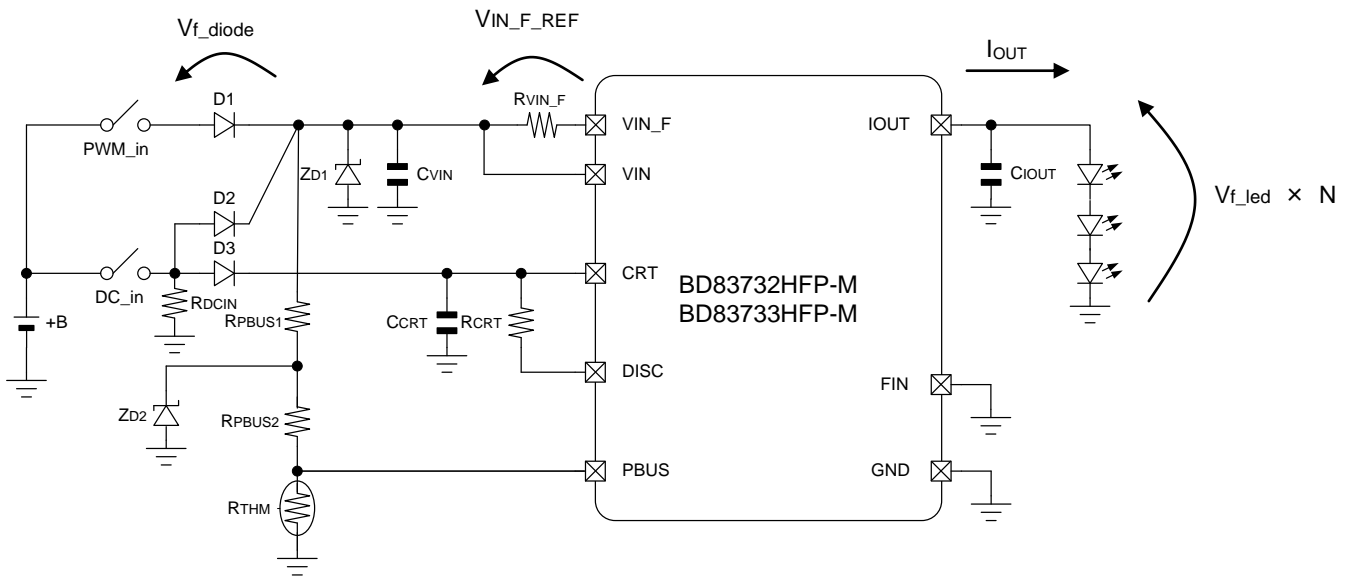 Vf_diode
VIN_F_REF
IOUT
D1
RVIN_F
PWM_in
ZD1
CVIN
VIN_F
VIN
IOUT
CIOUT
Vf_led × N
D2
D3
DC_in
RDCIN
+B
RPBUS1
CCRT
RCRT
CRT
BD83732HFP-M
BD83733HFP-M
DISC
FIN
ZD2
RPBUS2
PBUS
GND
RTHM